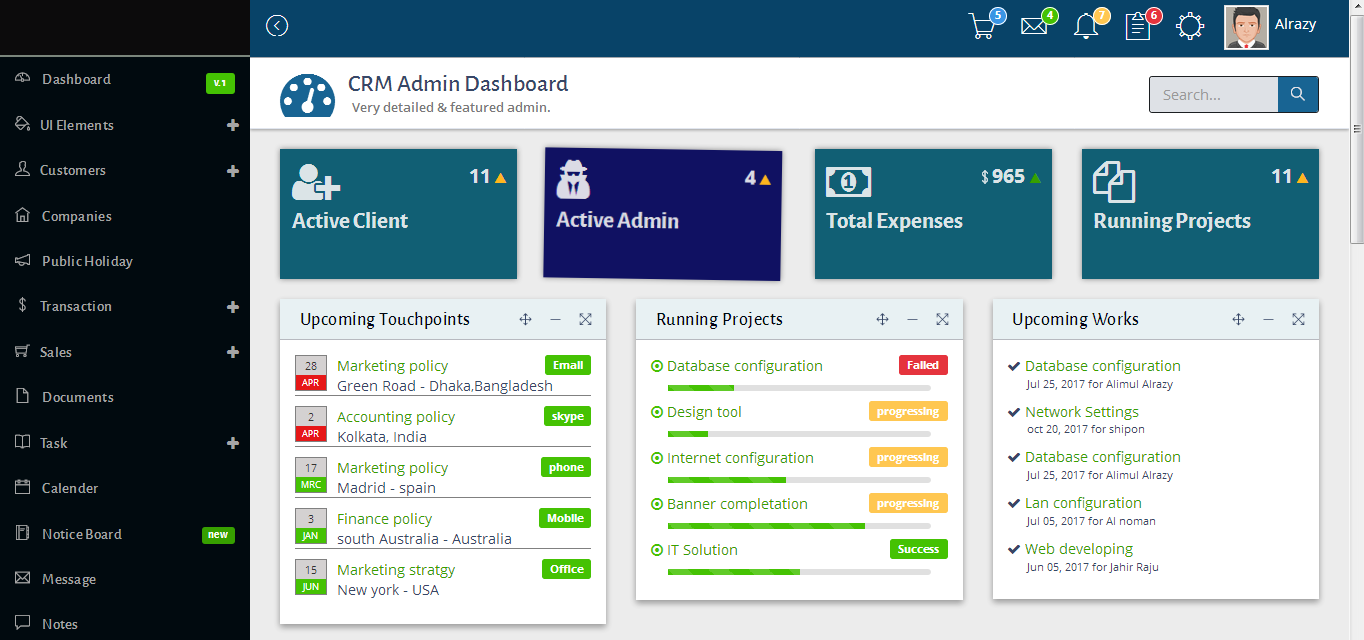 5
4
7
6
Alrazy
Dashboard
v.1
UI Elements
Customers
Companies
Public Holiday
Transaction
Sales
Documents
Task
Calender
Notice Board
new
Message
Notes
CRM Admin Dashboard
Very detailed & featured admin.
Search...
11
Active Client
4
Active Admin
1
$ 965
Total Expenses
11
Running Projects
Upcoming Touchpoints
28 APR
Marketing policy
Email
Green Road - Dhaka,Bangladesh
2 APR
Accounting policy
skype
Kolkata, India
17 MRC
Marketing policy
phone
Madrid - spain
3 JAN
Finance policy
Mobile
south Australia - Australia
15 JUN
Marketing stratgy
Office
New york - USA
Running Projects
Database configuration
Failed
Design tool
progressing
Internet configuration
progressing
Banner completation
progressing
IT Solution
Success
Upcoming Works
Database configuration
Jul 25, 2017 for Alimul Alrazy
Network Settings
oct 20, 2017 for shipon
Database configuration
Jul 25, 2017 for Alimul Alrazy
Lan configuration
Jul 05, 2017 for Al noman
Web developing
Jun 05, 2017 for Jahir Raju